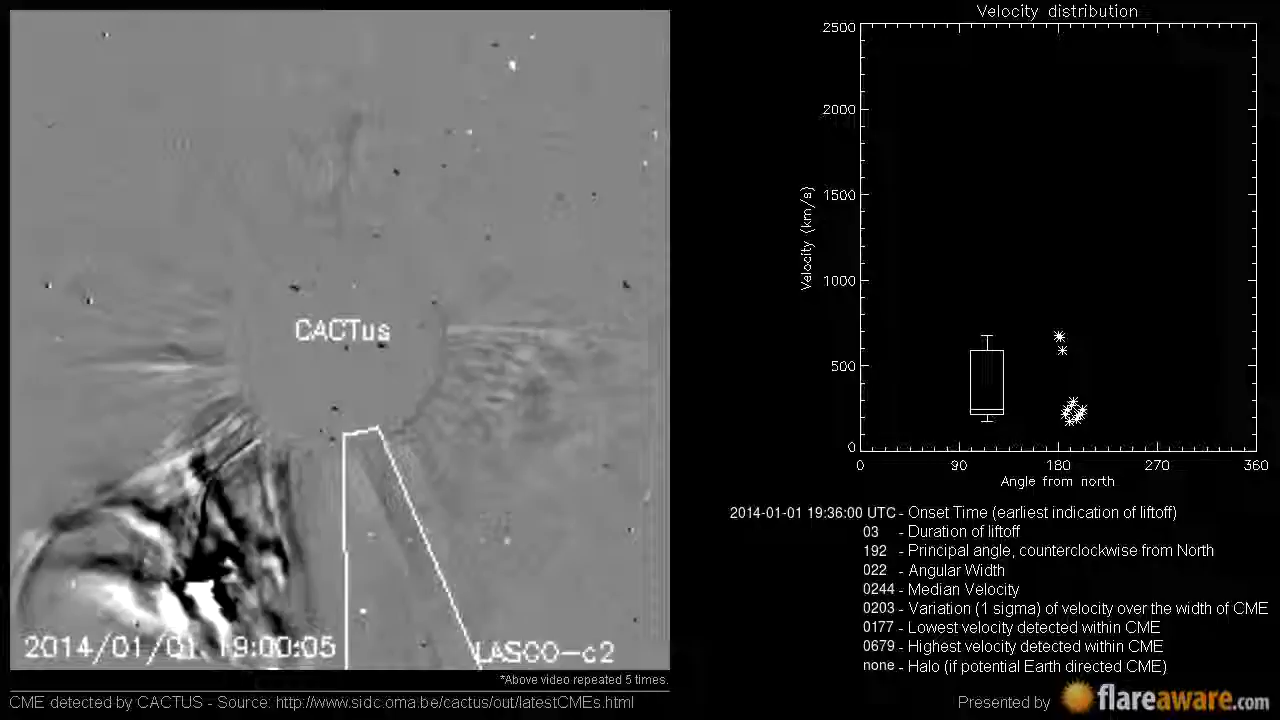 Velocity distribution
2500
2000
1500
1000
500
0
Velocity (km/s)
0 90 180 270 360
Angle from north
CACTus
2014/01/01 19:00:05
LASCO-c2
*Above video repeated 5 times.
CME detected by CACTUS - Source: http://www.sidc.oma.be/cactus/out/latestCMEs.html
2014-01-01 19:36:00 UTC - Onset Time (earliest indication of liftoff)
03 - Duration of liftoff
192 - Principal angle, counterclockwise from North
022 - Angular Width
0244 - Median Velocity
0203 - Variation (1 sigma) of velocity over the width of CME
0177 - Lowest velocity detected within CME
0679 - Highest velocity detected within CME
none - Halo (if potential Earth directed CME)
Presented by flareaware.com